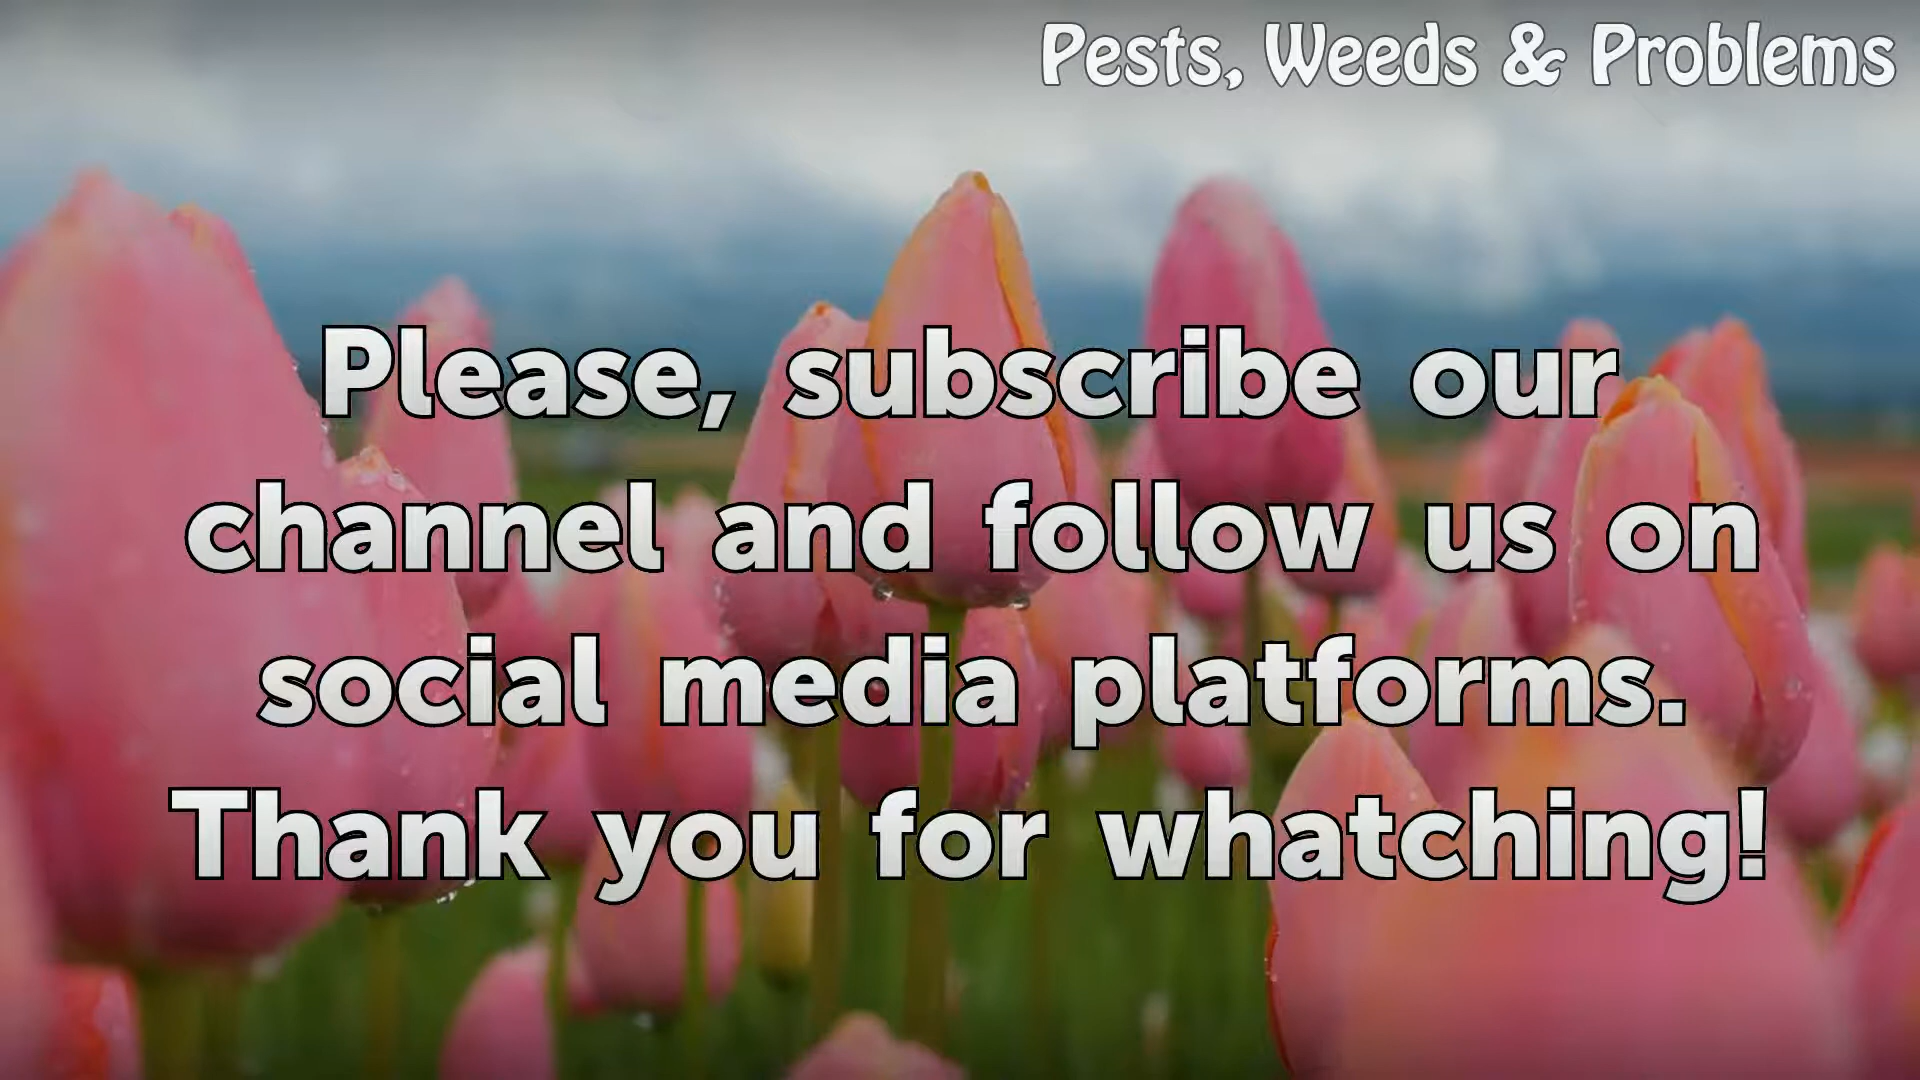 Pests, Weeds & Problems
Please, subscribe our
channel and follow us on
social media platforms.
Thank you for whatching!